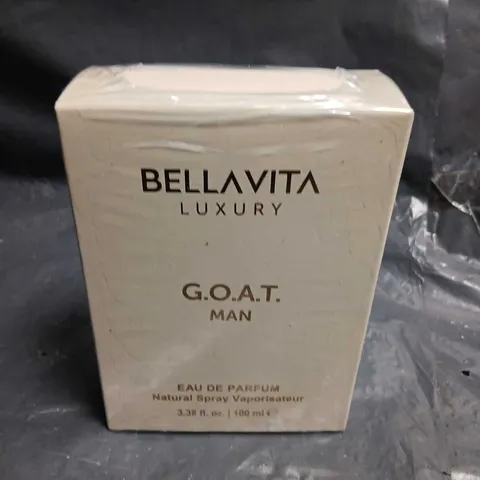 BELLAVITA
LUXURY
G.O.A.T.
MAN
EAU DE PARFUM
Natural Spray Vaporisateur
3.38 fl. oz. | 100 ml ℮